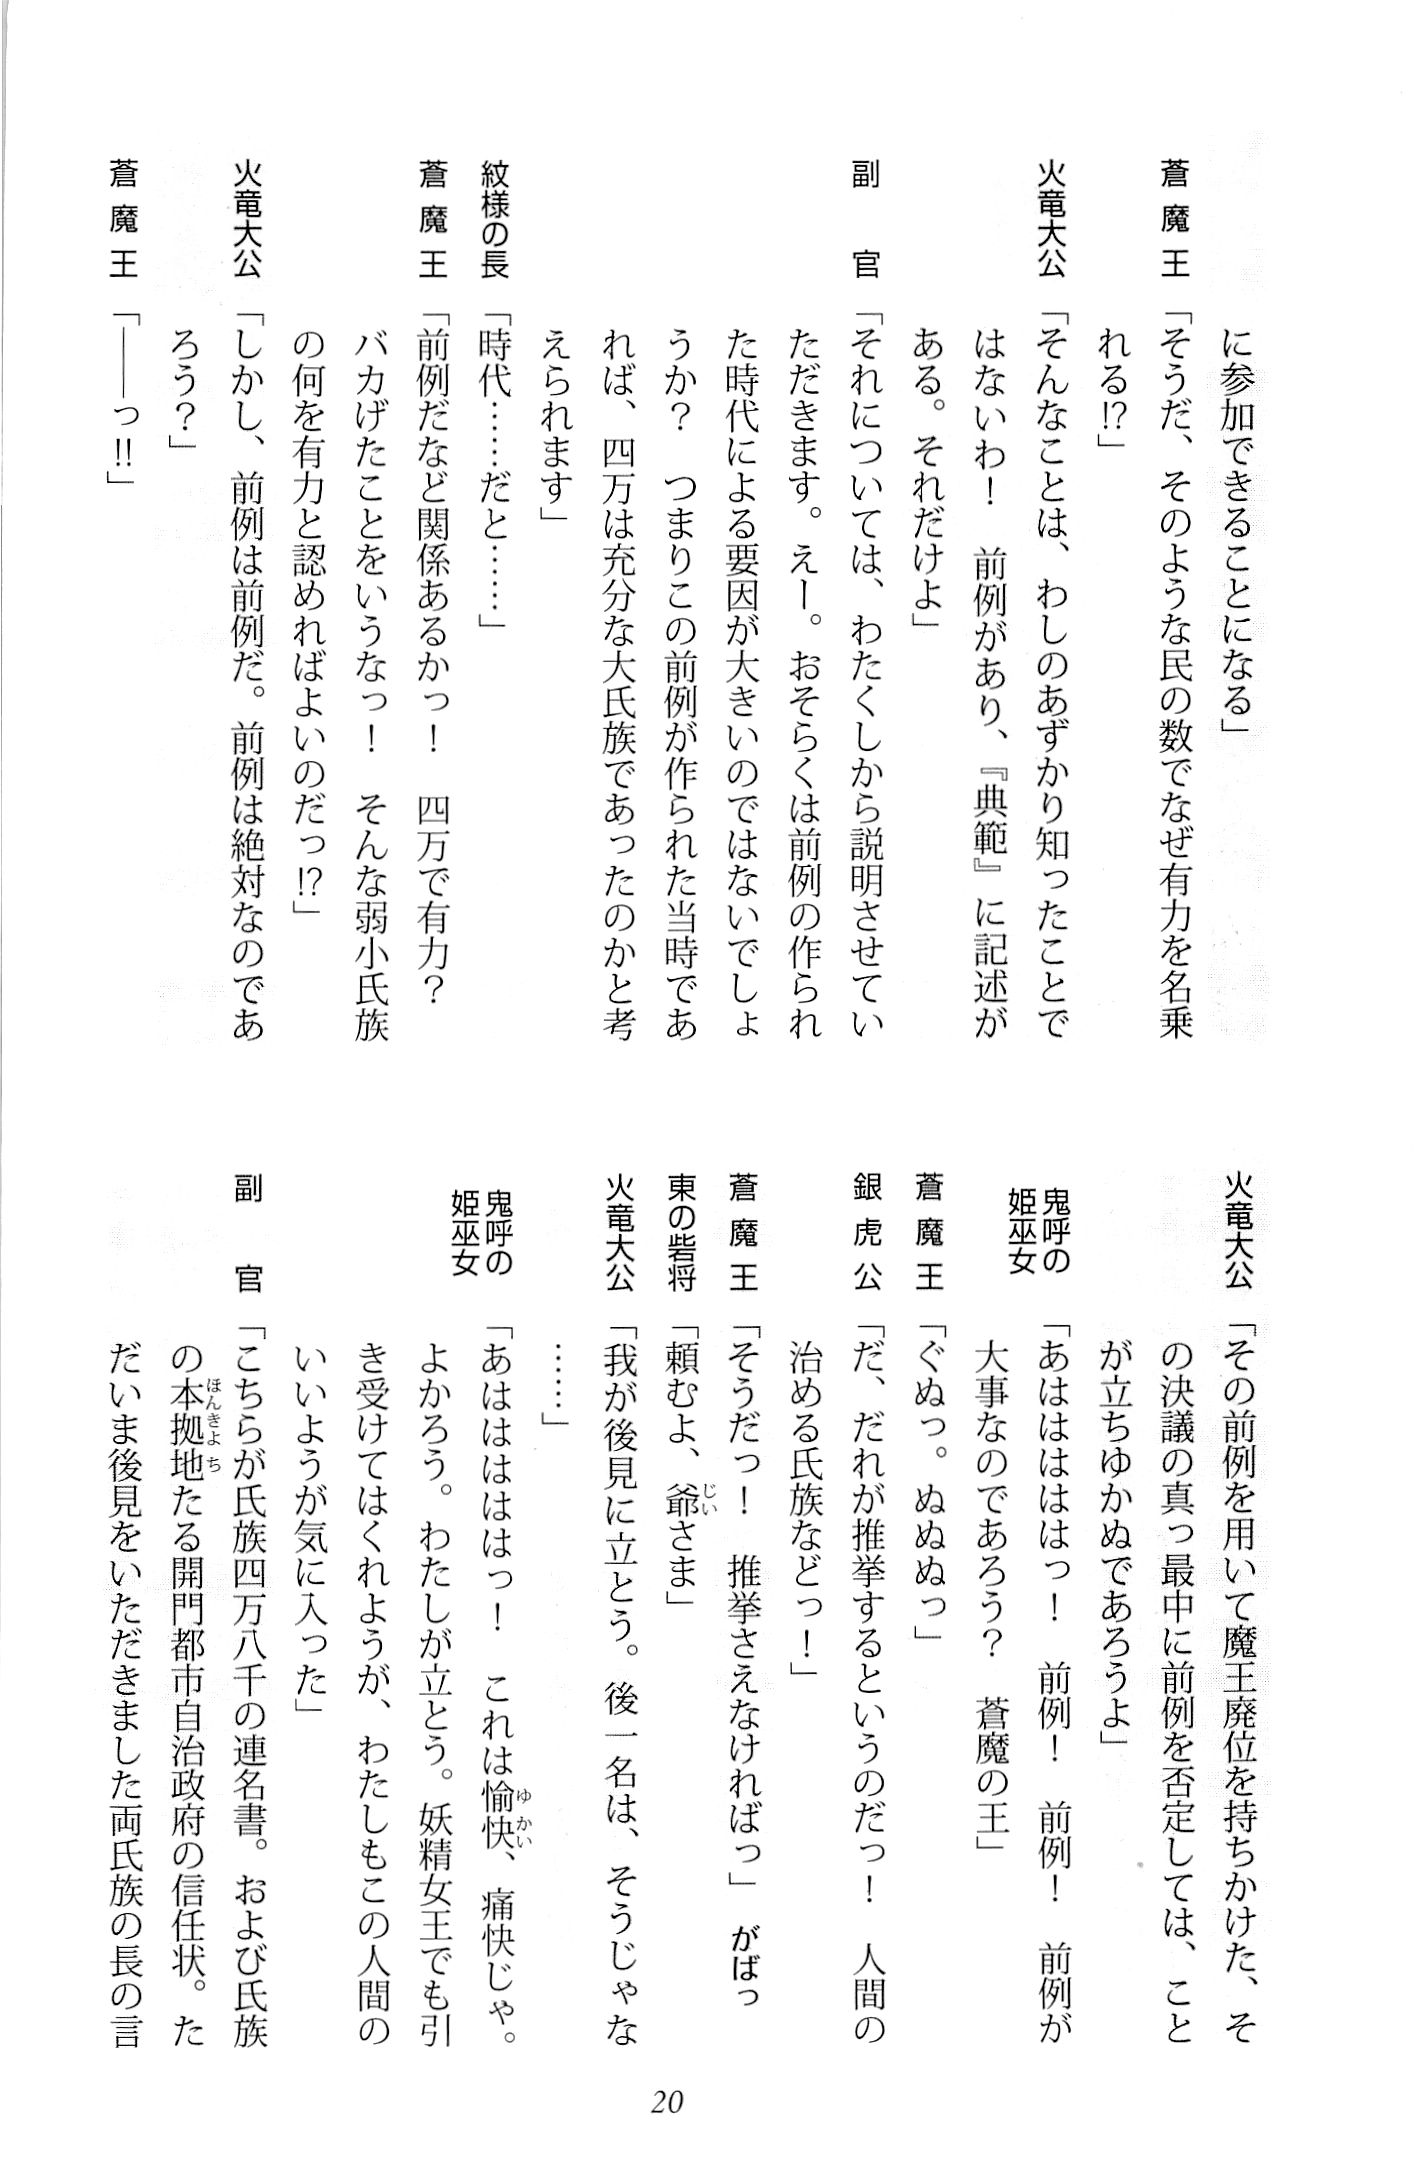 に参加できることになる」
蒼魔王「そうだ、そのような民の数でなぜ有力を名乗
れる!?」
火竜大公「そんなことは、わしのあずかり知ったことで
はないわ！　前例があり、『典範』に記述が
ある。それだけよ」
副官「それについては、わたくしから説明させてい
ただきます。えー。おそらくは前例の作られ
た時代による要因が大きいのではないでしょ
うか？　つまりこの前例が作られた当時であ
れば、四万は充分な大氏族であったのかと考
えられます」
紋様の長「時代……だと……」
蒼魔王「前例だなど関係あるかっ！　四万で有力？
バカげたことをいうなっ！　そんな弱小氏族
の何を有力と認めればよいのだっ!?」
火竜大公「しかし、前例は前例だ。前例は絶対なのであ
ろう？」
蒼魔王「――っ!!」
火竜大公「その前例を用いて魔王廃位を持ちかけた、そ
の決議の真っ最中に前例を否定しては、こと
が立ちゆかぬであろうよ」
鬼呼の姫巫女「あはははははっ！　前例！　前例！　前例が
大事なのであろう？　蒼魔の王」
蒼魔王「ぐぬっ。ぬぬぬっ」
銀虎公「だ、だれが推挙するというのだっ！　人間の
治める氏族などっ！」
蒼魔王「そうだっ！　推挙さえなければっ」がばっ
東の砦将「頼むよ、爺さま」
火竜大公「我が後見に立とう。後一名は、そうじゃな
……」
鬼呼の姫巫女「あはははははっ！　これは愉快、痛快じゃ。
よかろう。わたしが立とう。妖精女王でも引
き受けてはくれようが、わたしもこの人間の
いいようが気に入った」
副官「こちらが氏族四万八千の連名書。および氏族
の本拠地たる開門都市自治政府の信任状。た
だいま後見をいただきました両氏族の長の言
20